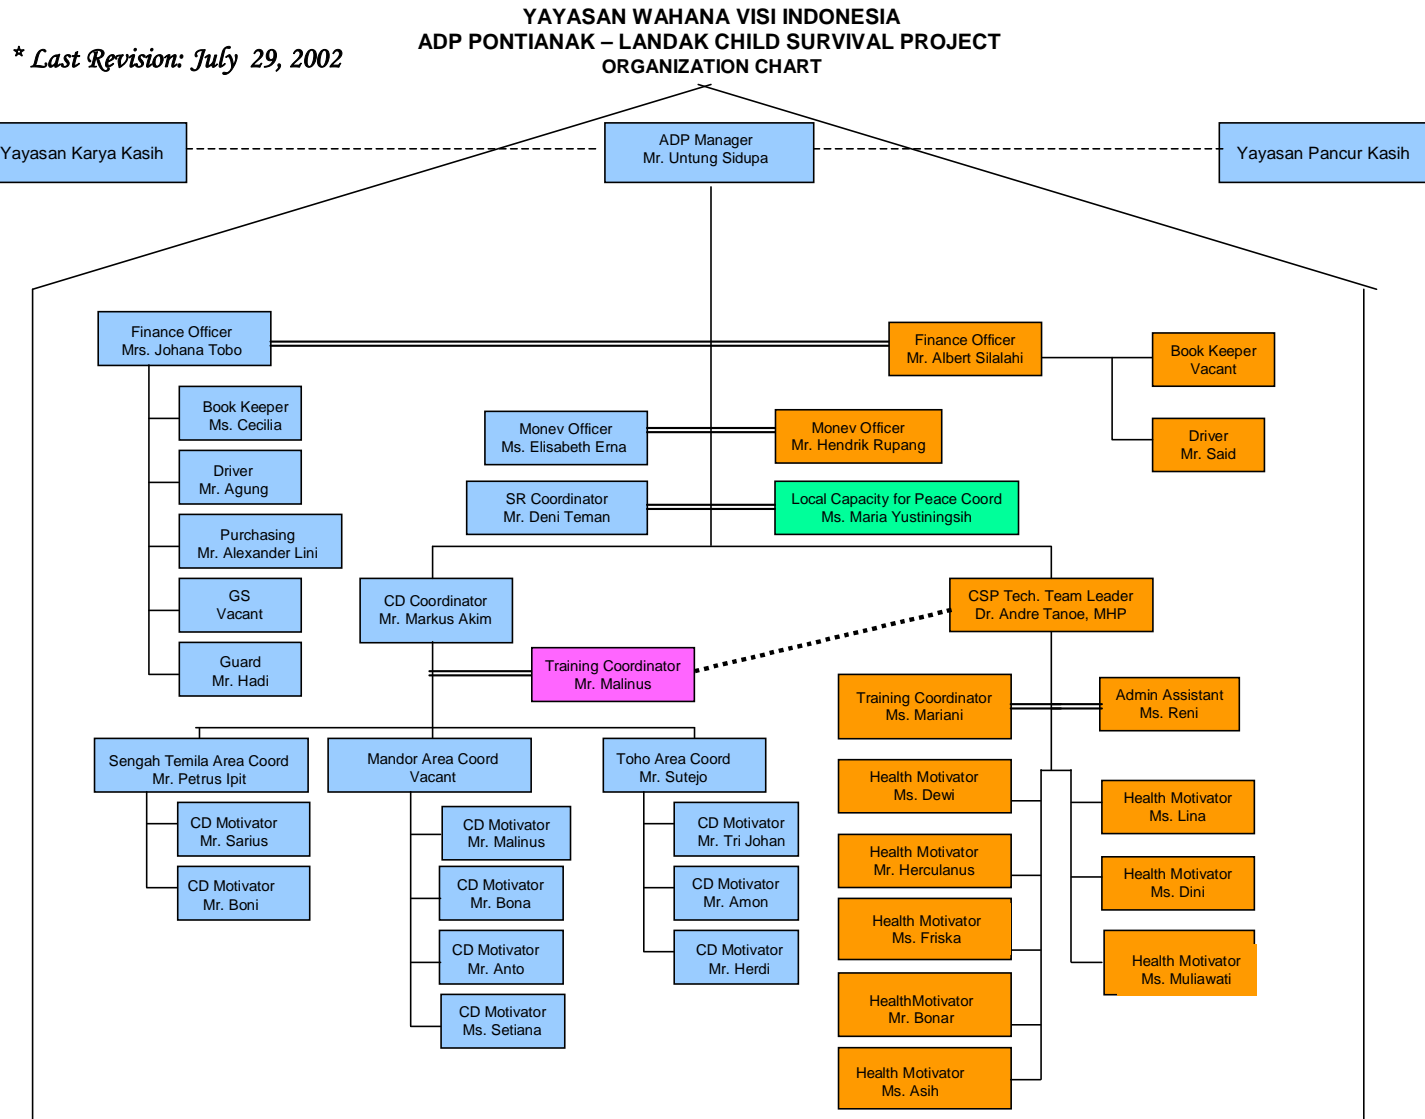 YAYASAN WAHANA VISI INDONESIA
ADP PONTIANAK – LANDAK CHILD SURVIVAL PROJECT
ORGANIZATION CHART
* Last Revision: July 29, 2002
Yayasan Karya Kasih
ADP Manager
Mr. Untung Sidupa
Yayasan Pancur Kasih
Finance Officer
Mrs. Johana Tobo
Finance Officer
Mr. Albert Silalahi
Book Keeper
Vacant
Driver
Mr. Said
Book Keeper
Ms. Cecilia
Driver
Mr. Agung
Purchasing
Mr. Alexander Lini
GS
Vacant
Guard
Mr. Hadi
Monev Officer
Ms. Elisabeth Erna
Monev Officer
Mr. Hendrik Rupang
SR Coordinator
Mr. Deni Teman
Local Capacity for Peace Coord
Ms. Maria Yustiningsih
CD Coordinator
Mr. Markus Akim
CSP Tech. Team Leader
Dr. Andre Tanoe, MHP
Training Coordinator
Mr. Malinus
Training Coordinator
Ms. Mariani
Admin Assistant
Ms. Reni
Sengah Temila Area Coord
Mr. Petrus Ipit
CD Motivator
Mr. Sarius
CD Motivator
Mr. Boni
Mandor Area Coord
Vacant
CD Motivator
Mr. Malinus
CD Motivator
Mr. Bona
CD Motivator
Mr. Anto
CD Motivator
Ms. Setiana
Toho Area Coord
Mr. Sutejo
CD Motivator
Mr. Tri Johan
CD Motivator
Mr. Amon
CD Motivator
Mr. Herdi
Health Motivator
Ms. Dewi
Health Motivator
Mr. Herculanus
Health Motivator
Ms. Friska
HealthMotivator
Mr. Bonar
Health Motivator
Ms. Asih
Health Motivator
Ms. Lina
Health Motivator
Ms. Dini
Health Motivator
Ms. Muliawati